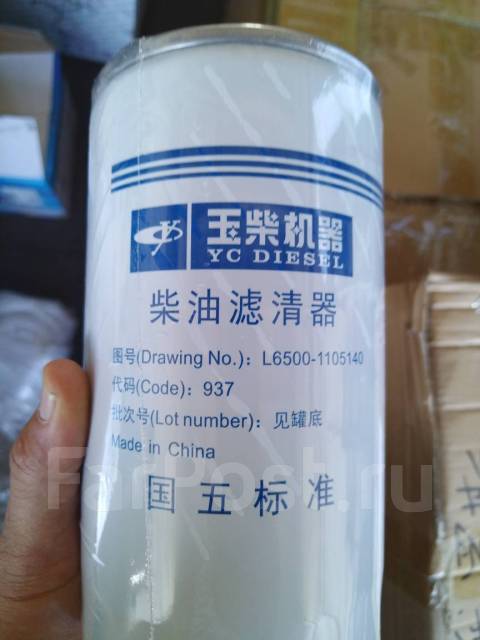 玉柴机器
YC DIESEL
柴油滤清器
图号(Drawing No.): L6500-1105140
代码(Code): 937
批次号(Lot number): 见罐底
Made in China
国五标准
FarPost.ru